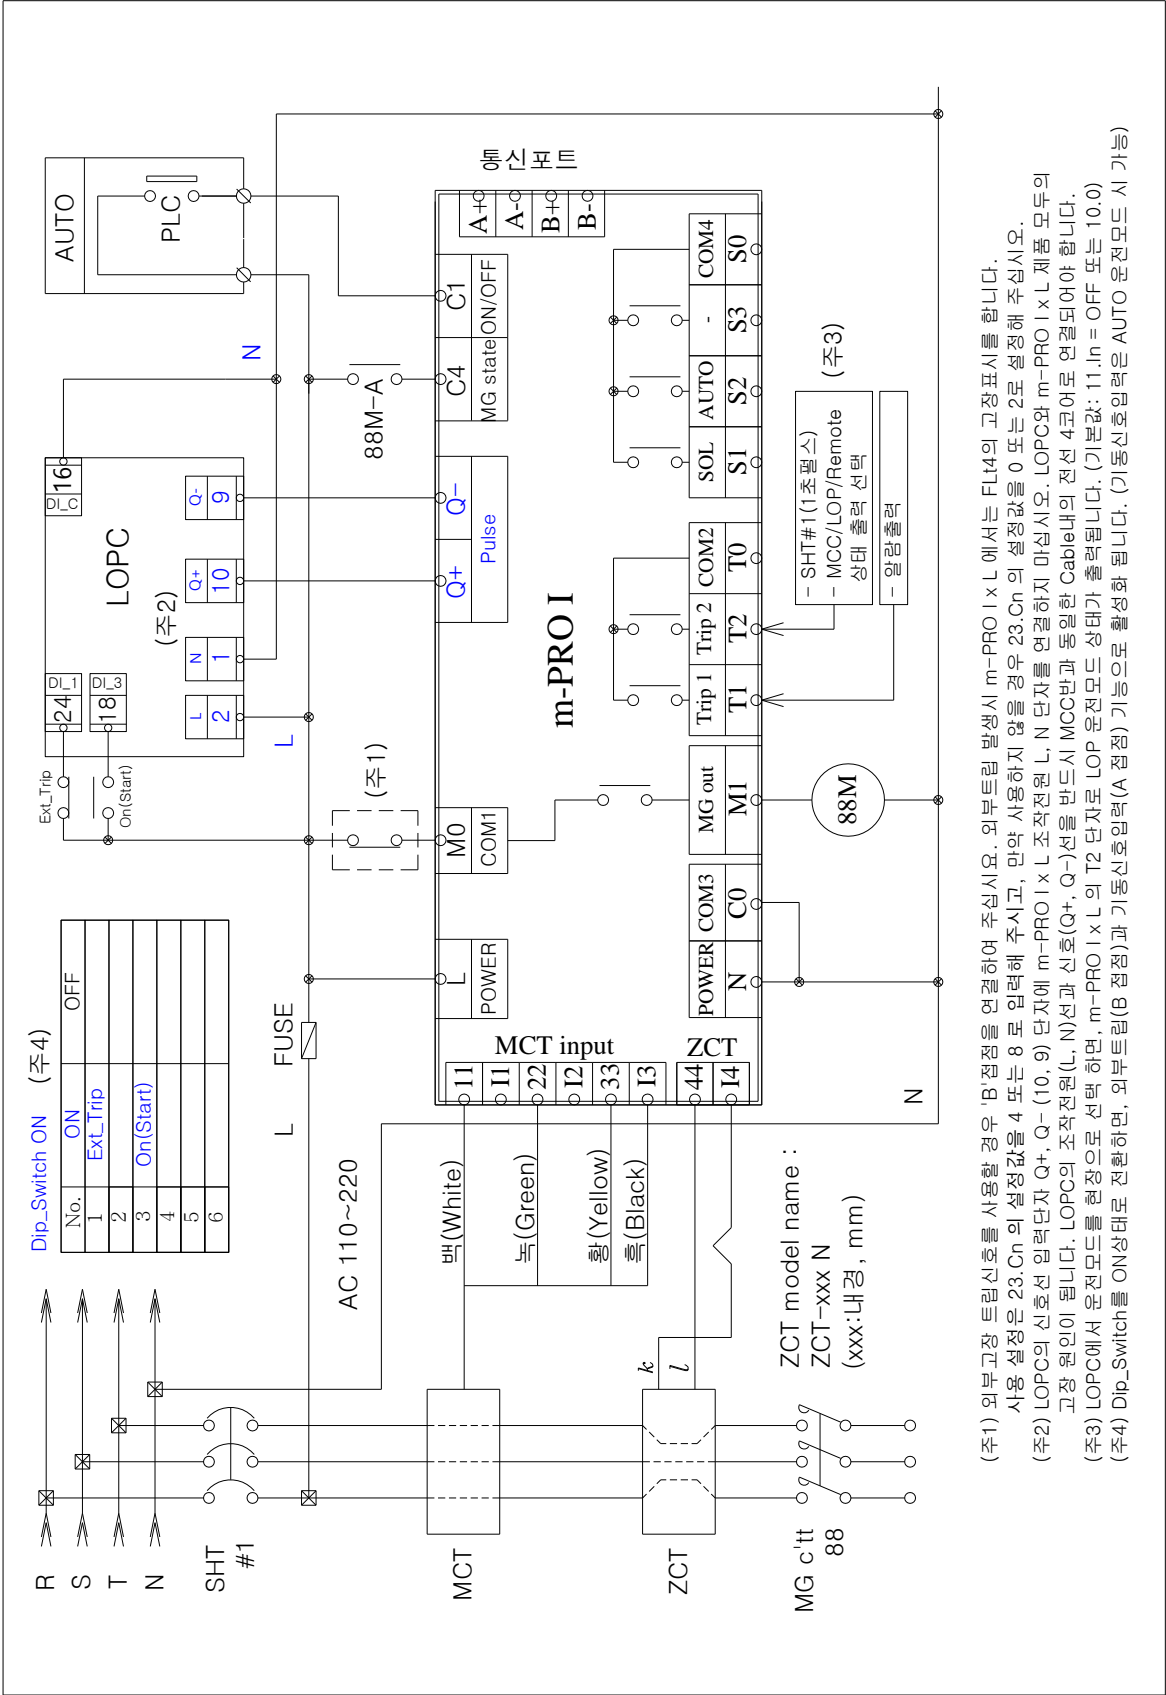 R
S
T
N
SHT
#1
MCT
ZCT
MG c'tt
88
Dip_Switch ON (주4)
No. ON OFF
1 Ext_Trip
2
3 On(Start)
4
5
6
L FUSE
AC 110~220
Ext_Trip
On(Start)
DI_1
24
DI_3
18
LOPC
(주2)
DI_C
16
L
2
N
1
Q+
10
Q-
9
L
N
AUTO
PLC
(주1)
88M-A
통신포트
L
POWER
M0
COM1
Q+
Q-
Pulse
C4
C1
MG state
ON/OFF
A+
A-
B+
B-
MCT input
11
I1
22
I2
33
I3
ZCT
44
I4
m-PRO I
POWER
N
COM3
C0
MG out
M1
Trip 1
T1
Trip 2
T2
COM2
T0
SOL
S1
AUTO
S2
-
S3
COM4
S0
백(White)
녹(Green)
황(Yellow)
흑(Black)
k
l
ZCT model name :
ZCT-xxx N
(xxx:내경, mm)
N
88M
- SHT#1(1초펄스)
- MCC/LOP/Remote
상태 출력 선택
(주3)
- 알람출력
(주1) 외부고장 트립신호를 사용할 경우 'B'접점을 연결하여 주십시요. 외부트립 발생시 m-PRO I x L 에서는 FLt4의 고장표시를 합니다.
사용 설정은 23.Cn 의 설정값을 4 또는 8 로 입력해 주시고, 만약 사용하지 않을 경우 23.Cn 의 설정값을 0 또는 2로 설정해 주십시오.
(주2) LOPC의 신호선 입력단자 Q+, Q- (10, 9) 단자에 m-PRO I x L 조작전원 L, N 단자를 연결하지 마십시오. LOPC와 m-PRO I x L 제품 모두의
고장 원인이 됩니다. LOPC의 조작전원(L, N)선과 신호(Q+, Q-)선을 반드시 MCC반과 동일한 Cable내의 전선 4코어로 연결되어야 합니다.
(주3) LOPC에서 운전모드를 현장으로 선택 하면, m-PRO I x L 의 T2 단자로 LOP 운전모드 상태가 출력됩니다. (기본값: 11.In = OFF 또는 10.0)
(주4) Dip_Switch를 ON상태로 전환하면, 외부트립(B 접점)과 기동신호입력(A 접점) 기능으로 활성화 됩니다. (기동신호입력은 AUTO 운전모드 시 가능)